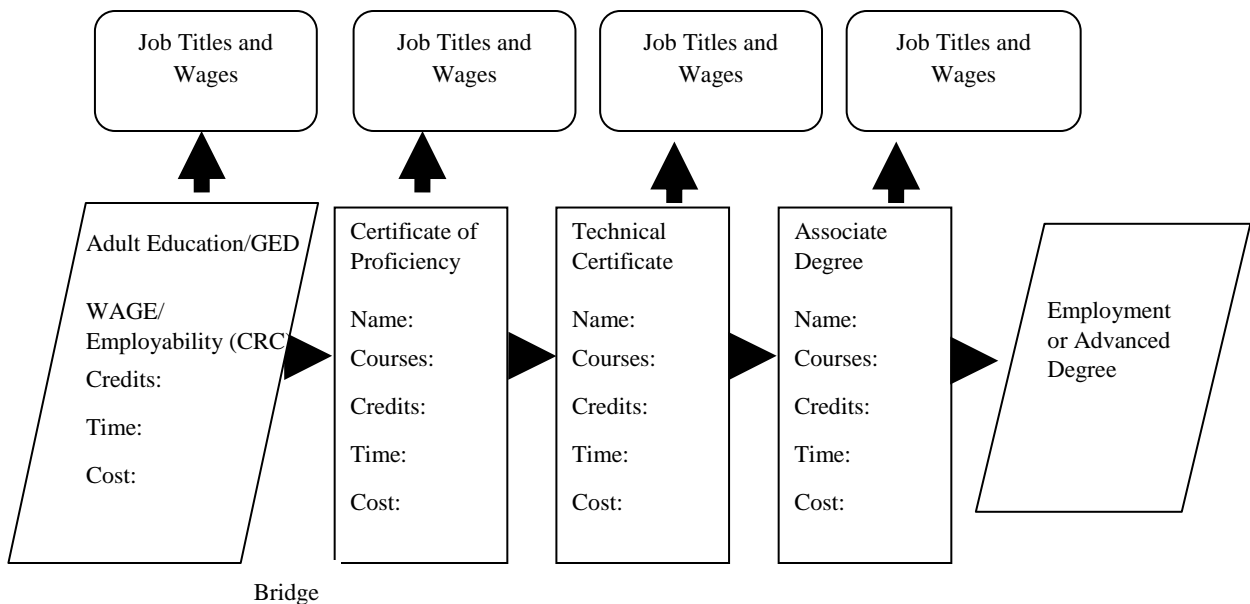 Job Titles and
Wages
Job Titles and
Wages
Job Titles and
Wages
Job Titles and
Wages
Adult Education/GED
WAGE/
Employability (CRC)
Credits:
Time:
Cost:
Certificate of
Proficiency
Name:
Courses:
Credits:
Time:
Cost:
Technical
Certificate
Name:
Courses:
Credits:
Time:
Cost:
Associate
Degree
Name:
Courses:
Credits:
Time:
Cost:
Employment
or Advanced
Degree
Bridge